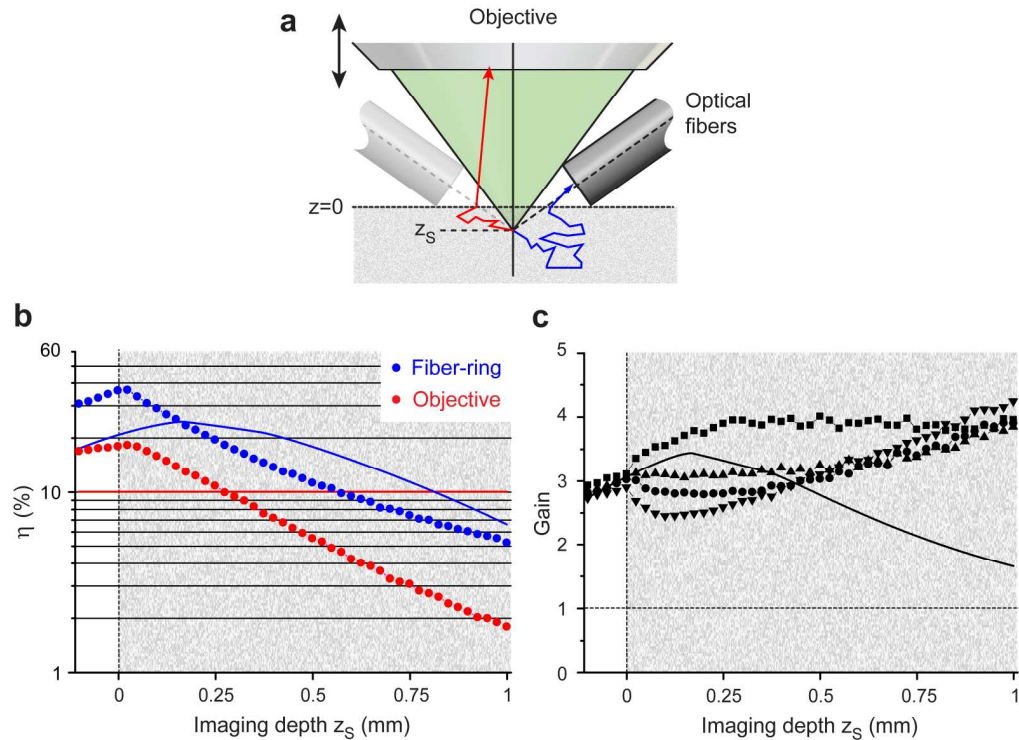 a
Objective
Optical
fibers
z=0
zS
b
60
10
1
η (%)
Fiber-ring
Objective
0
0.25
0.5
0.75
1
Imaging depth zS (mm)
c
5
4
3
2
1
0
Gain
0
0.25
0.5
0.75
1
Imaging depth zS (mm)